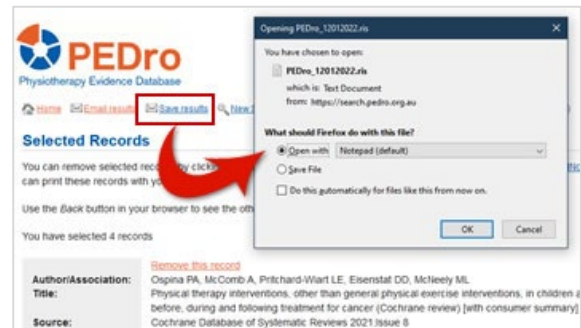 PEDro
Physiotherapy Evidence Database
Home Email results Save results New
Selected Records
You can remove selected records by click
can print these records with yo
Use the Back button in your browser to see the oth
You have selected 4 records
Opening PEDro_12012022.ris
You have chosen to open:
PEDro_12012022.ris
which is: Text Document
from: https://search.pedro.org.au
What should Firefox do with this file?
Open with Notepad (default)
Save File
Do this automatically for files like this from now on.
OK Cancel
Remove this record
Author/Association: Ospina PA, McComb A, Pritchard-Wiart LE, Eisenstat DD, McNeely ML
Title: Physical therapy interventions, other than general physical exercise interventions, in children a
before, during and following treatment for cancer (Cochrane review) [with consumer summary]
Source: Cochrane Database of Systematic Reviews 2021;Issue 8